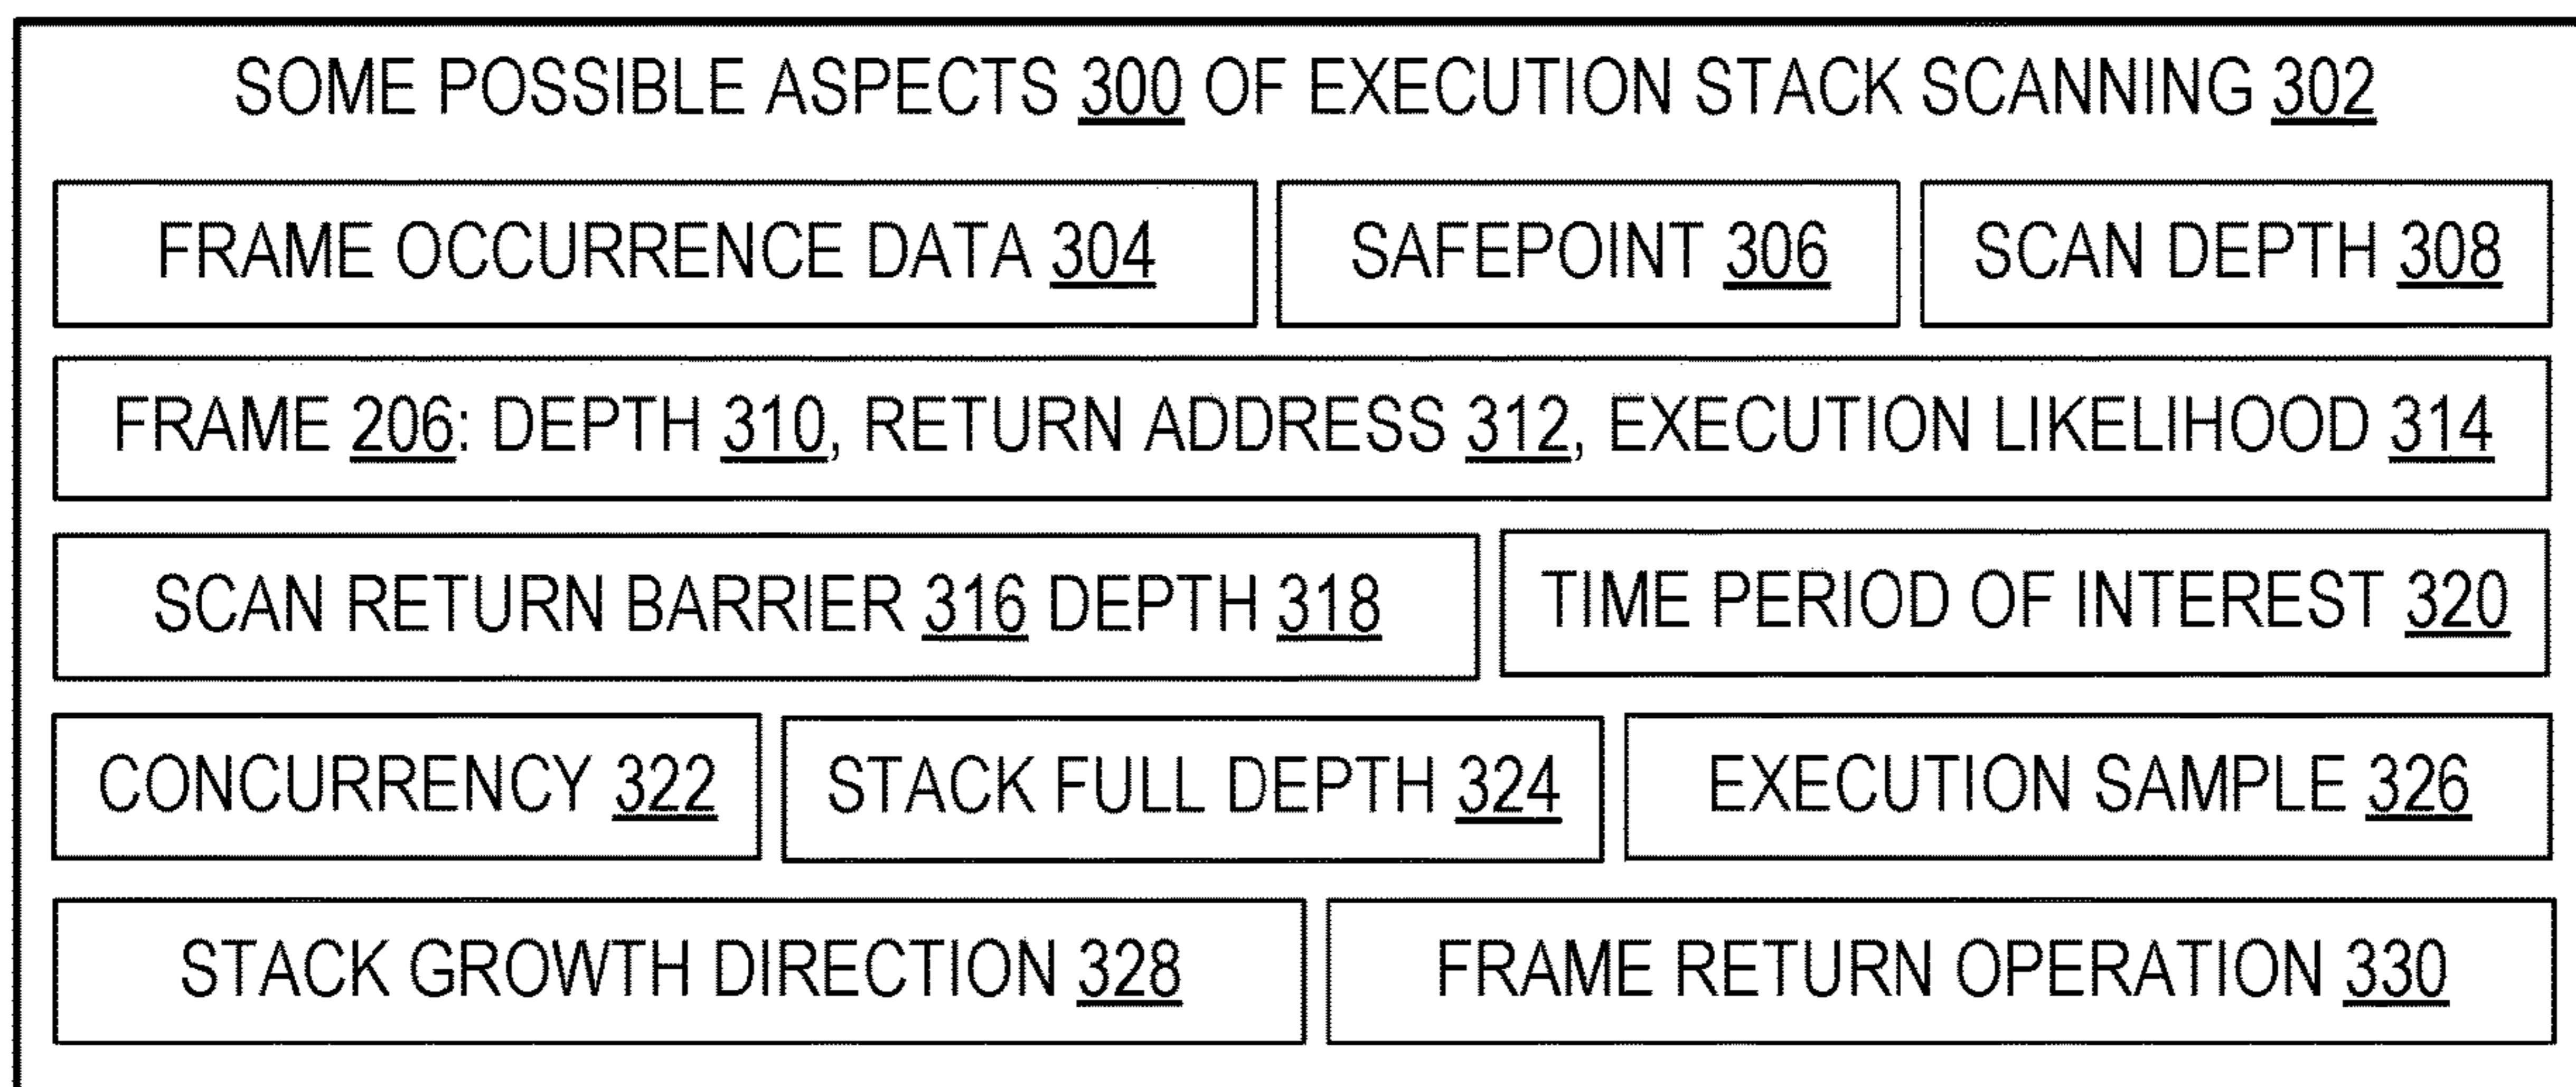 SOME POSSIBLE ASPECTS 300 OF EXECUTION STACK SCANNING 302
FRAME OCCURRENCE DATA 304
SAFEPOINT 306
SCAN DEPTH 308
FRAME 206: DEPTH 310, RETURN ADDRESS 312, EXECUTION LIKELIHOOD 314
SCAN RETURN BARRIER 316 DEPTH 318
TIME PERIOD OF INTEREST 320
CONCURRENCY 322
STACK FULL DEPTH 324
EXECUTION SAMPLE 326
STACK GROWTH DIRECTION 328
FRAME RETURN OPERATION 330